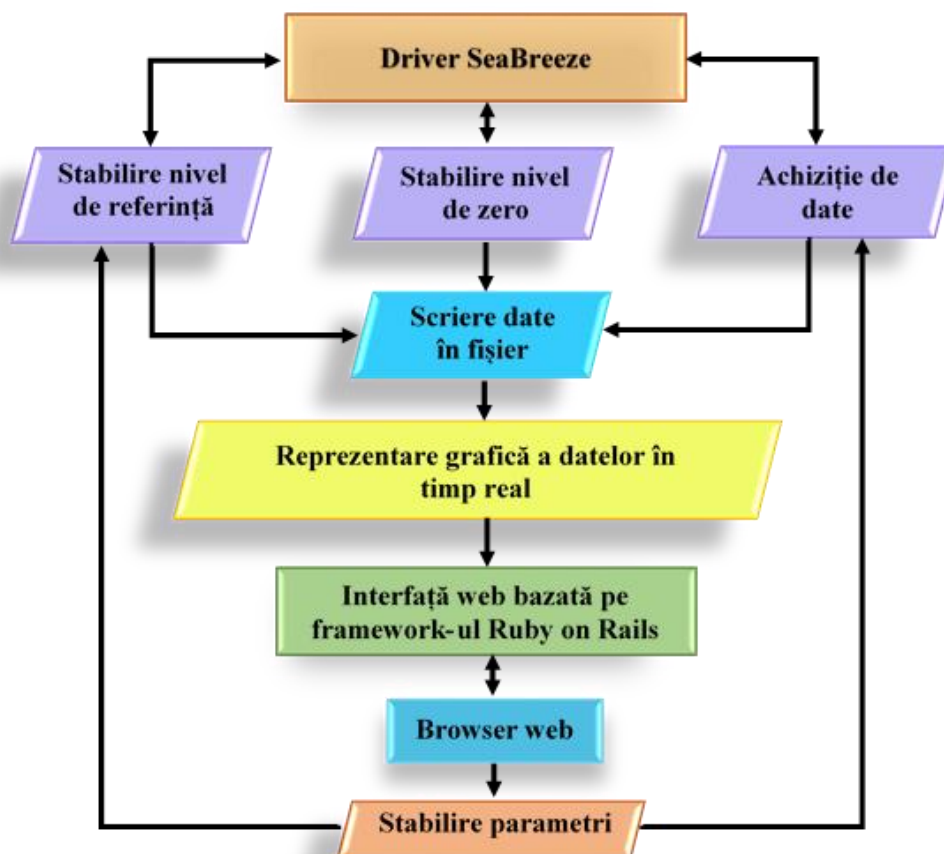 Driver SeaBreeze
Stabilire nivel
de referință
Stabilire nivel
de zero
Achiziție de
date
Scriere date
în fișier
Reprezentare grafică a datelor în
timp real
Interfață web bazată pe
framework-ul Ruby on Rails
Browser web
Stabilire parametri